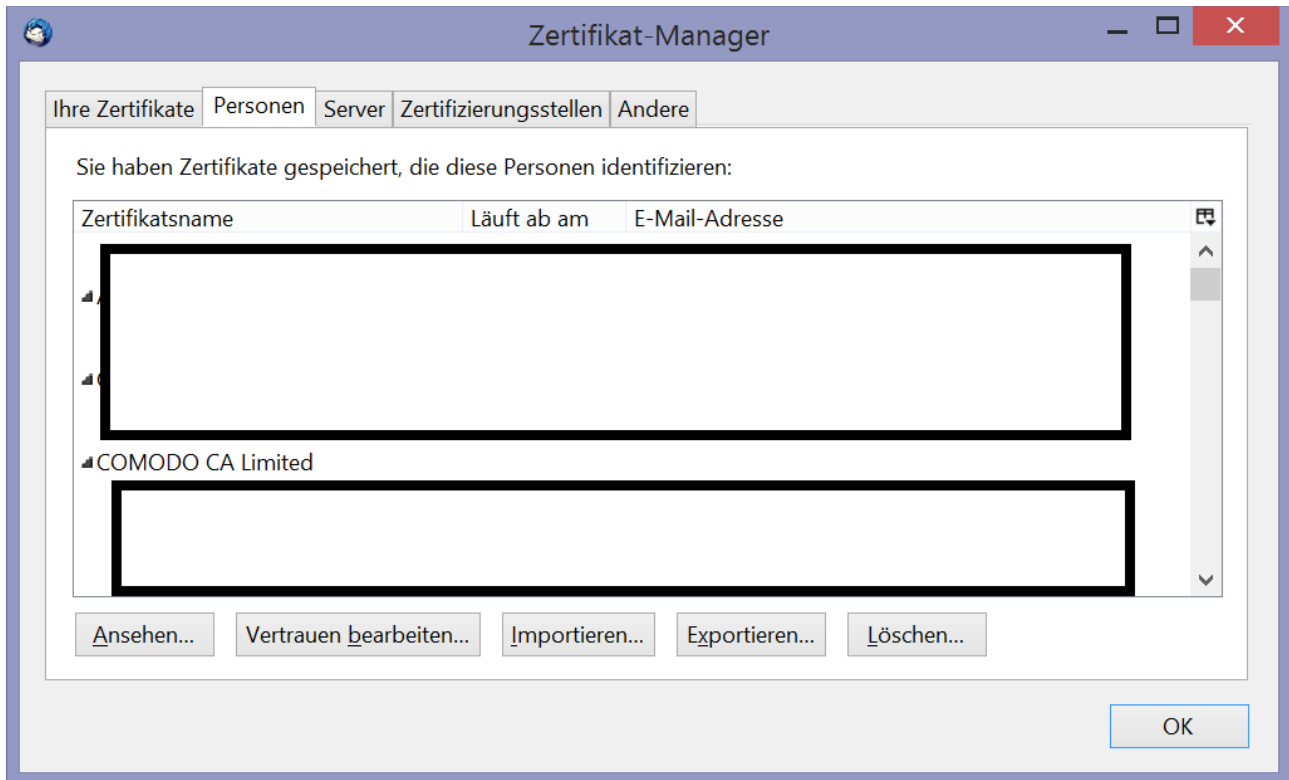 Zertifikat-Manager
Ihre Zertifikate Personen Server Zertifizierungsstellen Andere
Sie haben Zertifikate gespeichert, die diese Personen identifizieren:
Zertifikatsname Läuft ab am E-Mail-Adresse
COMODO CA Limited
Ansehen... Vertrauen bearbeiten... Importieren... Exportieren... Löschen...
OK